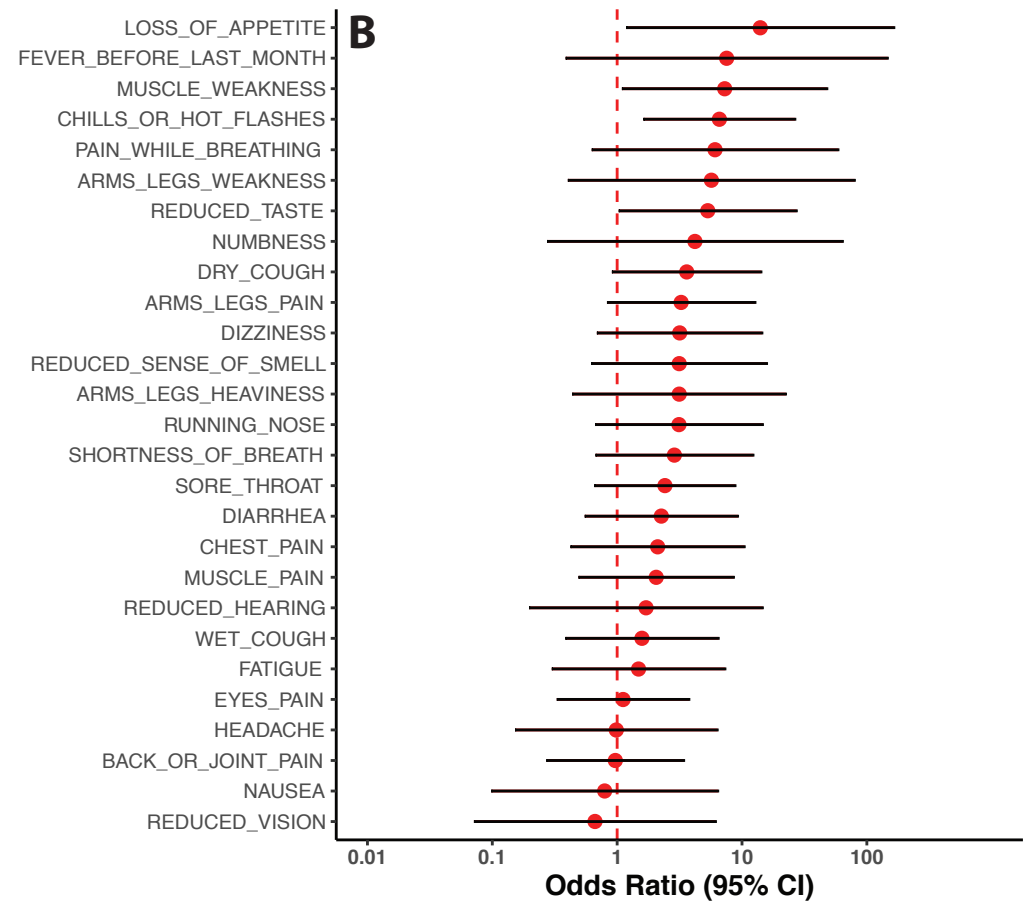 B
LOSS_OF_APPETITE
FEVER_BEFORE_LAST_MONTH
MUSCLE_WEAKNESS
CHILLS_OR_HOT_FLASHES
PAIN_WHILE_BREATHING
ARMS_LEGS_WEAKNESS
REDUCED_TASTE
NUMBNESS
DRY_COUGH
ARMS_LEGS_PAIN
DIZZINESS
REDUCED_SENSE_OF_SMELL
ARMS_LEGS_HEAVINESS
RUNNING_NOSE
SHORTNESS_OF_BREATH
SORE_THROAT
DIARRHEA
CHEST_PAIN
MUSCLE_PAIN
REDUCED_HEARING
WET_COUGH
FATIGUE
EYES_PAIN
HEADACHE
BACK_OR_JOINT_PAIN
NAUSEA
REDUCED_VISION
0.01 0.1 1 10 100
Odds Ratio (95% CI)